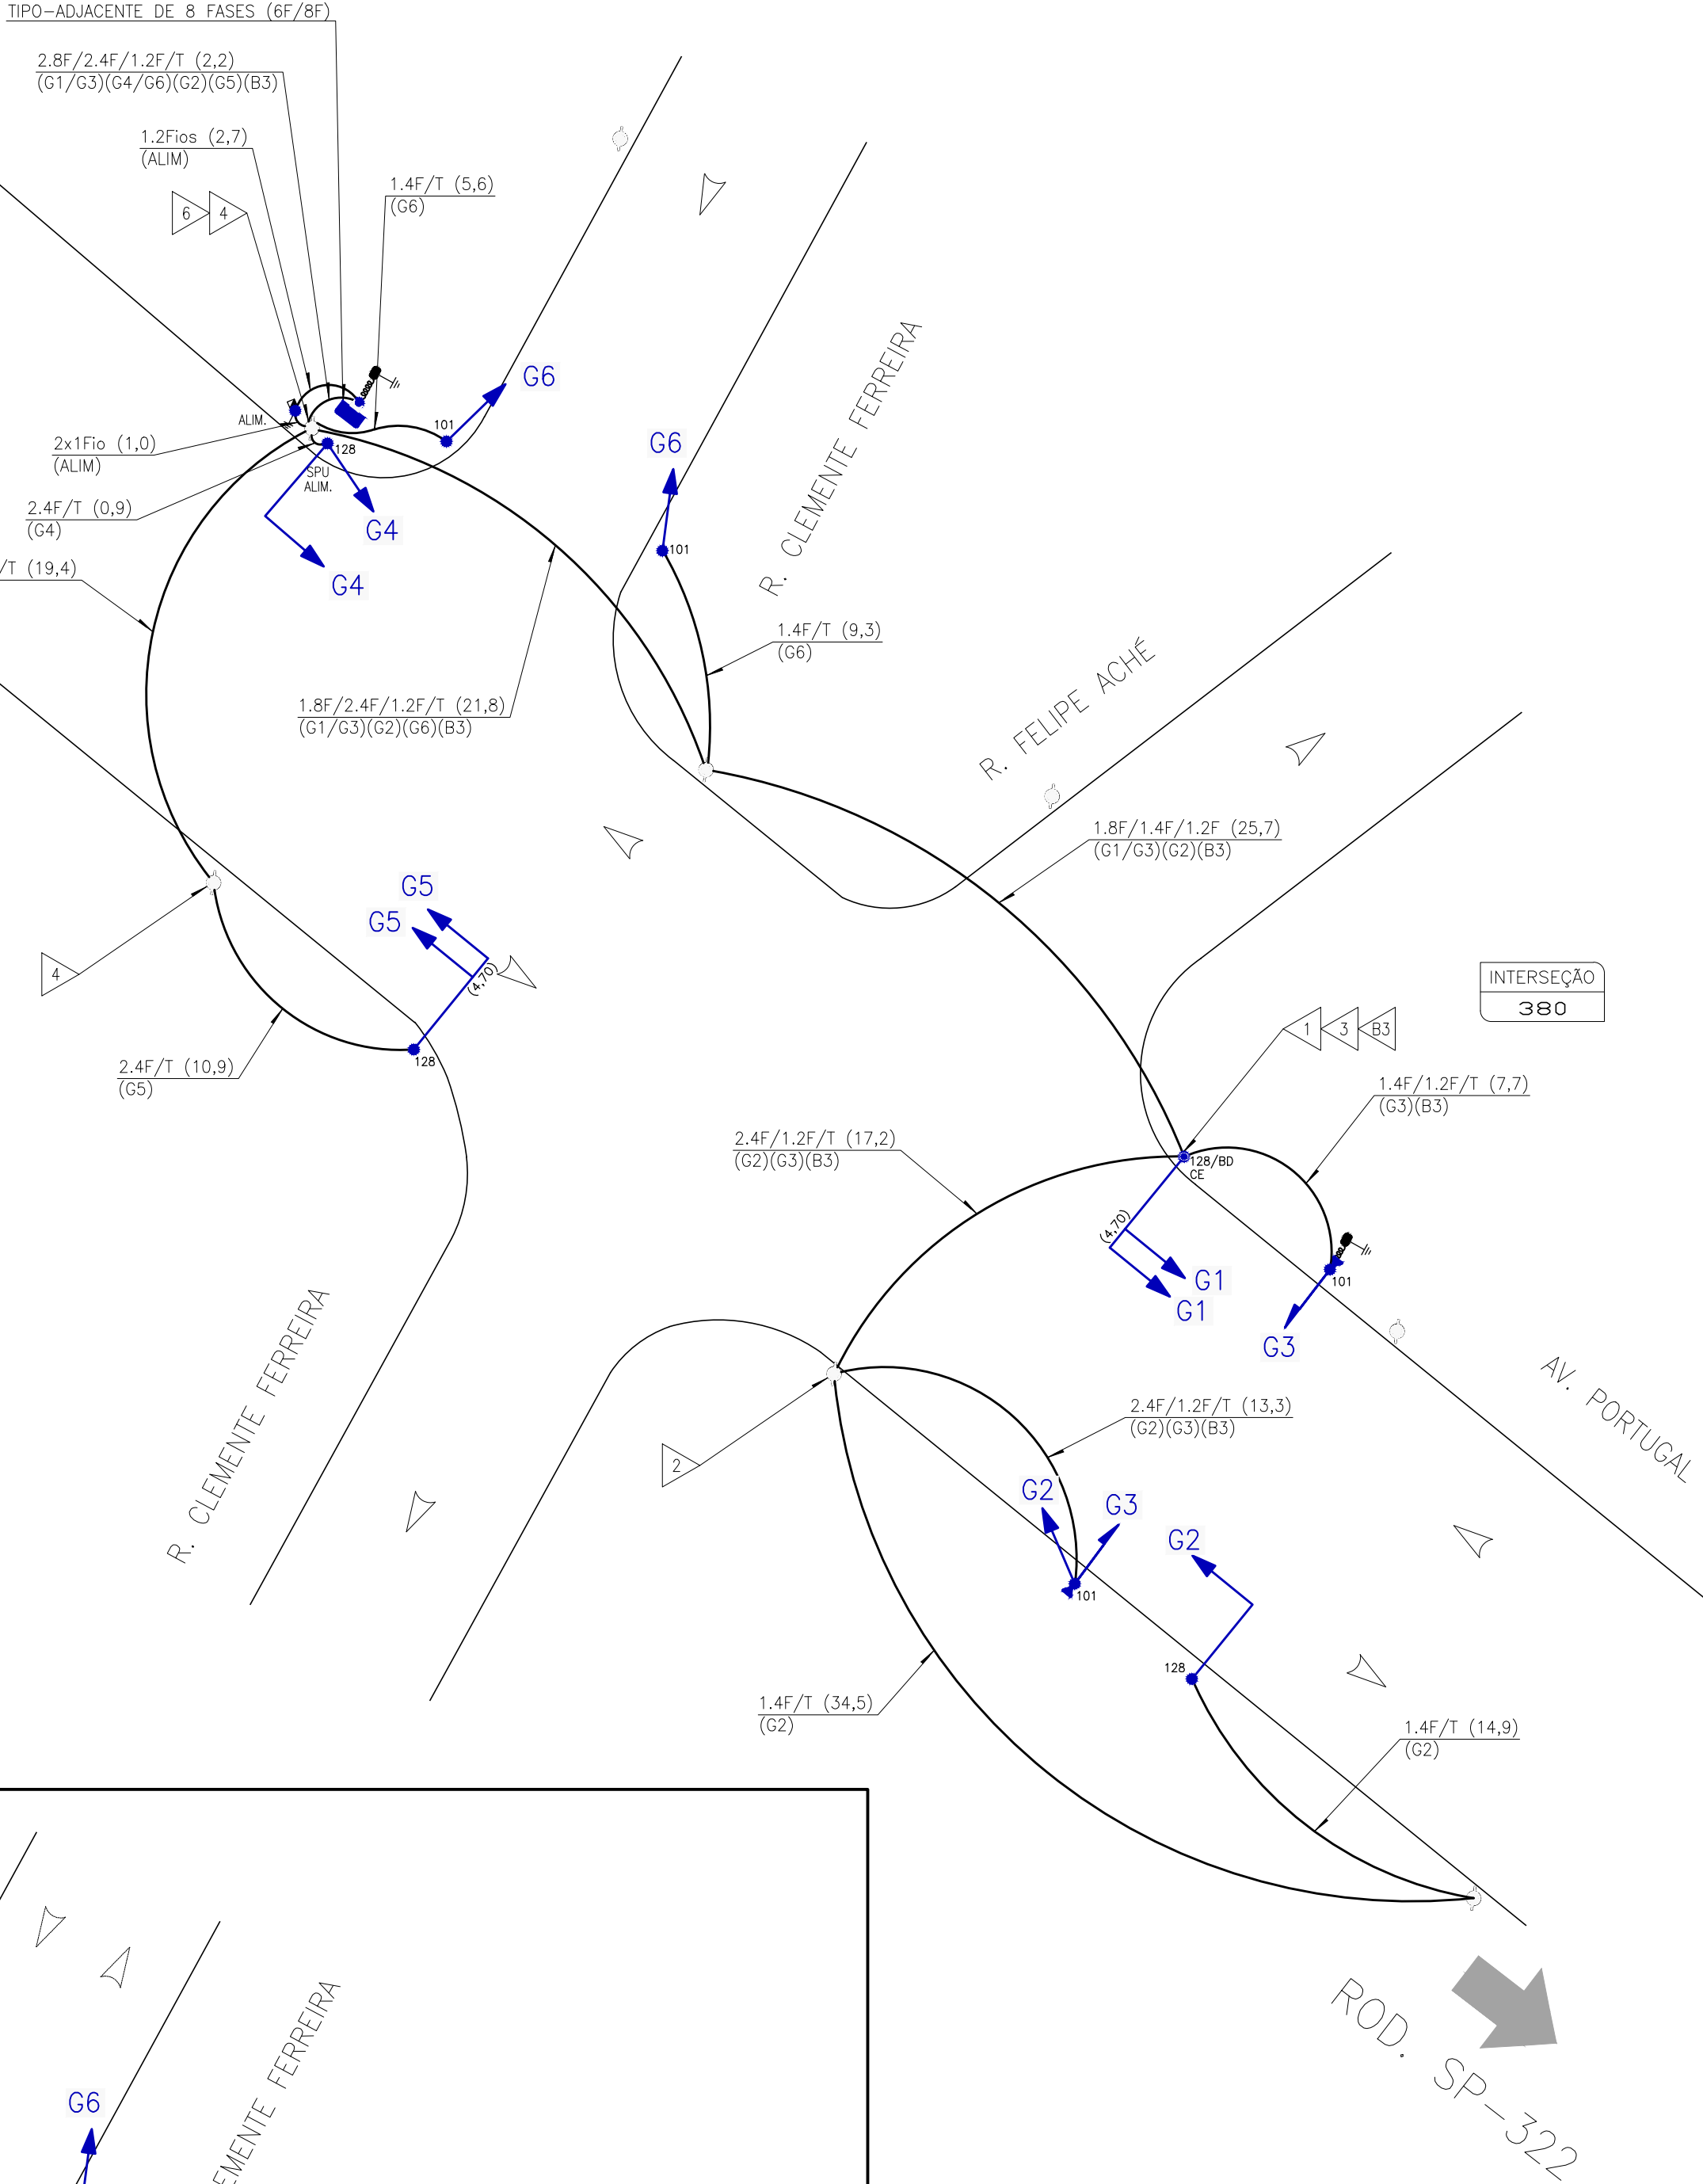 TIPO-ADJACENTE DE 8 FASES (6F/8F)
2.8F/2.4F/1.2F/T (2,2)
(G1/G3)(G4/G6)(G2)(G5)(B3)
1.2Fios (2,7)
(ALIM)
6
4
1.4F/T (5,6)
(G6)
G6
101
ALIM.
128
SPU
ALIM.
2x1Fio (1,0)
(ALIM)
2.4F/T (0,9)
(G4)
G4
G4
/T (19,4)
G6
101
R. CLEMENTE FERREIRA
1.4F/T (9,3)
(G6)
1.8F/2.4F/1.2F/T (21,8)
(G1/G3)(G2)(G6)(B3)
R. FELIPE ACHÉ
1.8F/1.4F/1.2F (25,7)
(G1/G3)(G2)(B3)
G5
G5
(4,70)
4
128
2.4F/T (10,9)
(G5)
INTERSEÇÃO
380
1
3
B3
1.4F/1.2F/T (7,7)
(G3)(B3)
2.4F/1.2F/T (17,2)
(G2)(G3)(B3)
128/BD
CE
(4,70)
G1
G1
101
G3
R. CLEMENTE FERREIRA
AV. PORTUGAL
2.4F/1.2F/T (13,3)
(G2)(G3)(B3)
2
G2
G3
101
G2
128
1.4F/T (34,5)
(G2)
1.4F/T (14,9)
(G2)
ROD. SP-322
EMENTE FERREIRA
G6